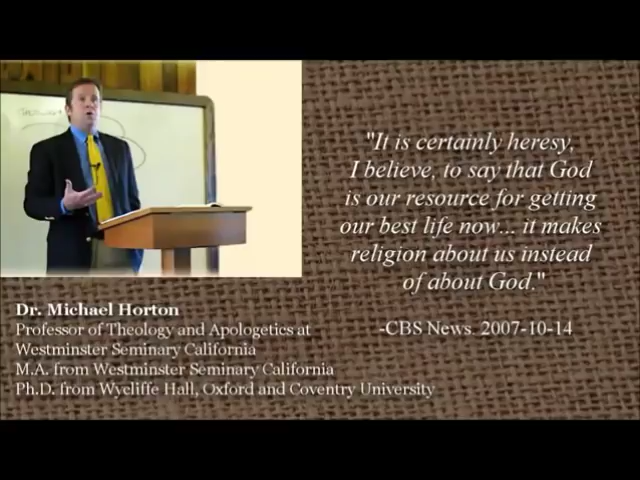 "It is certainly heresy,
I believe, to say that God
is our resource for getting
our best life now... it makes
religion about us instead
of about God."
-CBS News. 2007-10-14
Dr. Michael Horton
Professor of Theology and Apologetics at
Westminster Seminary California
M.A. from Westminster Seminary California
Ph.D. from Wycliffe Hall, Oxford and Coventry University